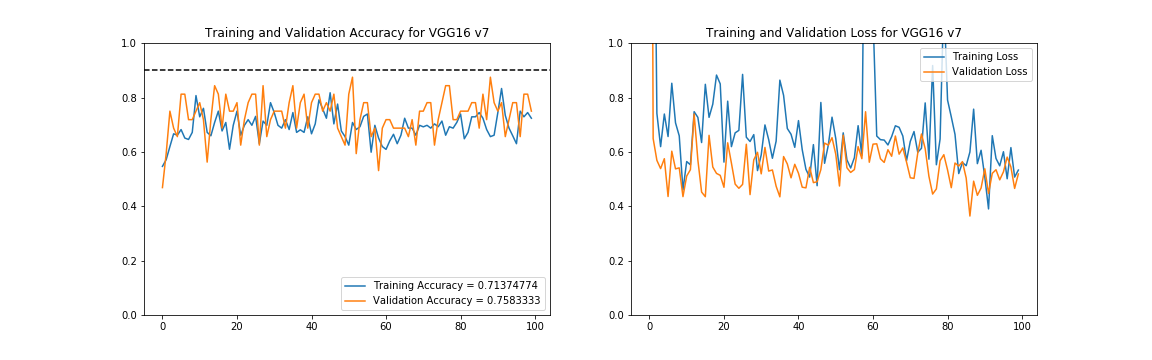 Training and Validation Accuracy for VGG16 v7
1.0
0.8
0.6
0.4
0.2
0.0
0 20 40 60 80 100
Training Accuracy = 0.71374774
Validation Accuracy = 0.7583333
Training and Validation Loss for VGG16 v7
1.0
0.8
0.6
0.4
0.2
0.0
0 20 40 60 80 100
Training Loss
Validation Loss